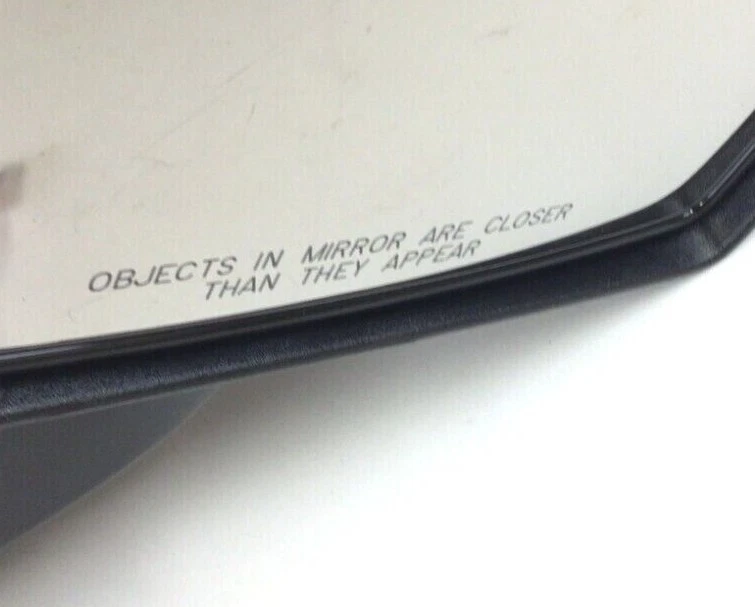 OBJECTS IN MIRROR ARE CLOSER
THAN THEY APPEAR